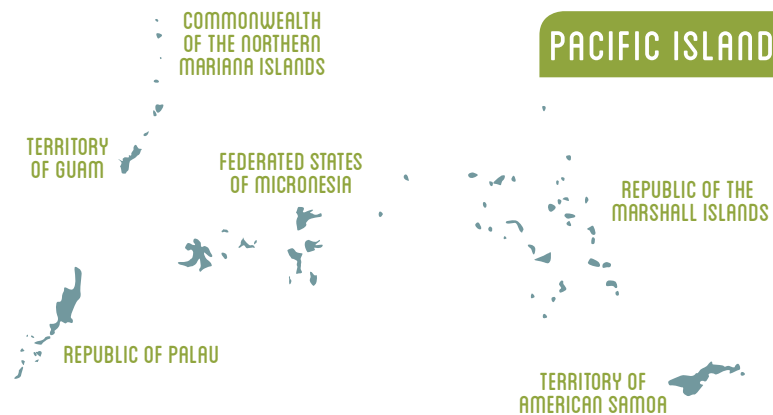 COMMONWEALTH
OF THE NORTHERN
MARIANA ISLANDS
PACIFIC ISLAND
TERRITORY
OF GUAM
FEDERATED STATES
OF MICRONESIA
REPUBLIC OF THE
MARSHALL ISLANDS
REPUBLIC OF PALAU
TERRITORY OF
AMERICAN SAMOA